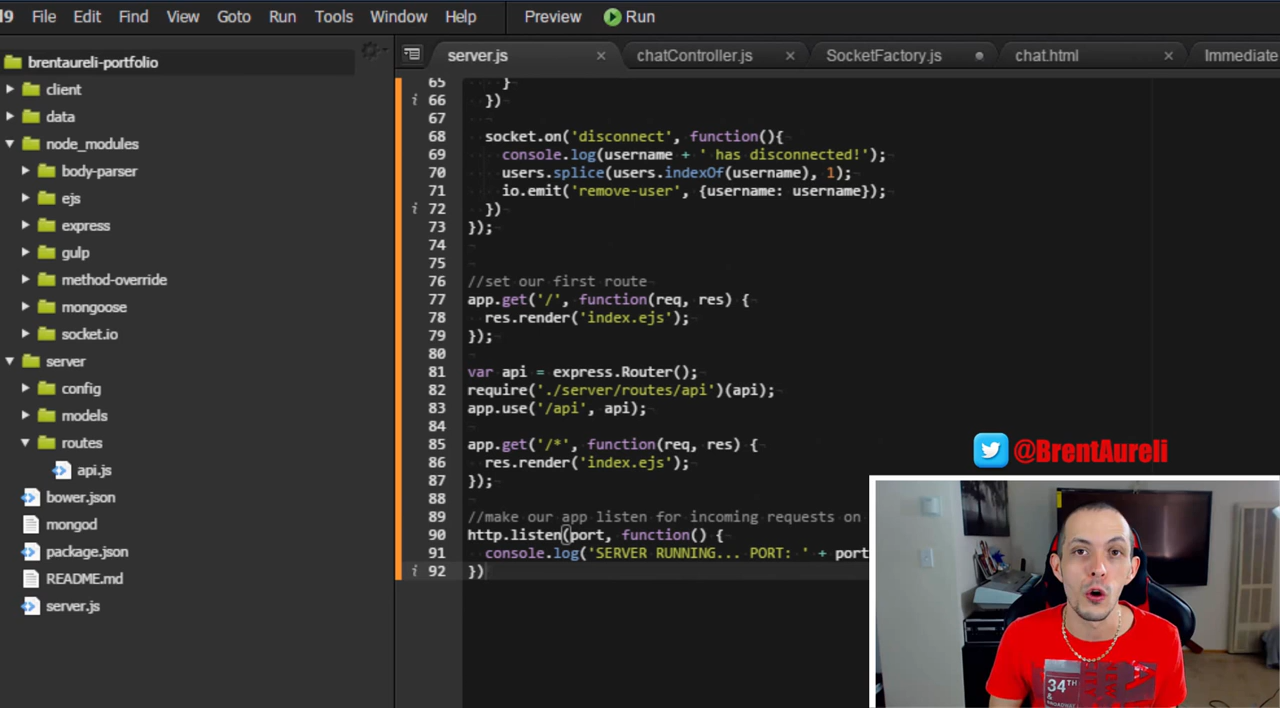 19 File Edit Find View Goto Run Tools Window Help Preview Run
brentaureli-portfolio
client
data
node_modules
body-parser
ejs
express
gulp
method-override
mongoose
socket.io
server
config
models
routes
api.js
bower.json
mongod
package.json
README.md
server.js
server.js × chatController.js × SocketFactory.js chat.html × Immediate
65 }
66 })
67
68 socket.on('disconnect', function(){
69 console.log(username + ' has disconnected!');
70 users.splice(users.indexOf(username), 1);
71 io.emit('remove-user', {username: username});
72 })
73 });
74
75
76 //set our first route
77 app.get('/', function(req, res) {
78 res.render('index.ejs');
79 });
80
81 var api = express.Router();
82 require('./server/routes/api')(api);
83 app.use('/api', api);
84
85 app.get('/*', function(req, res) {
86 res.render('index.ejs');
87 });
88
89 //make our app listen for incoming requests on
90 http.listen(port, function() {
91 console.log('SERVER RUNNING... PORT: ' + port
92 })
@BrentAureli
34TH
&
BROADWAY